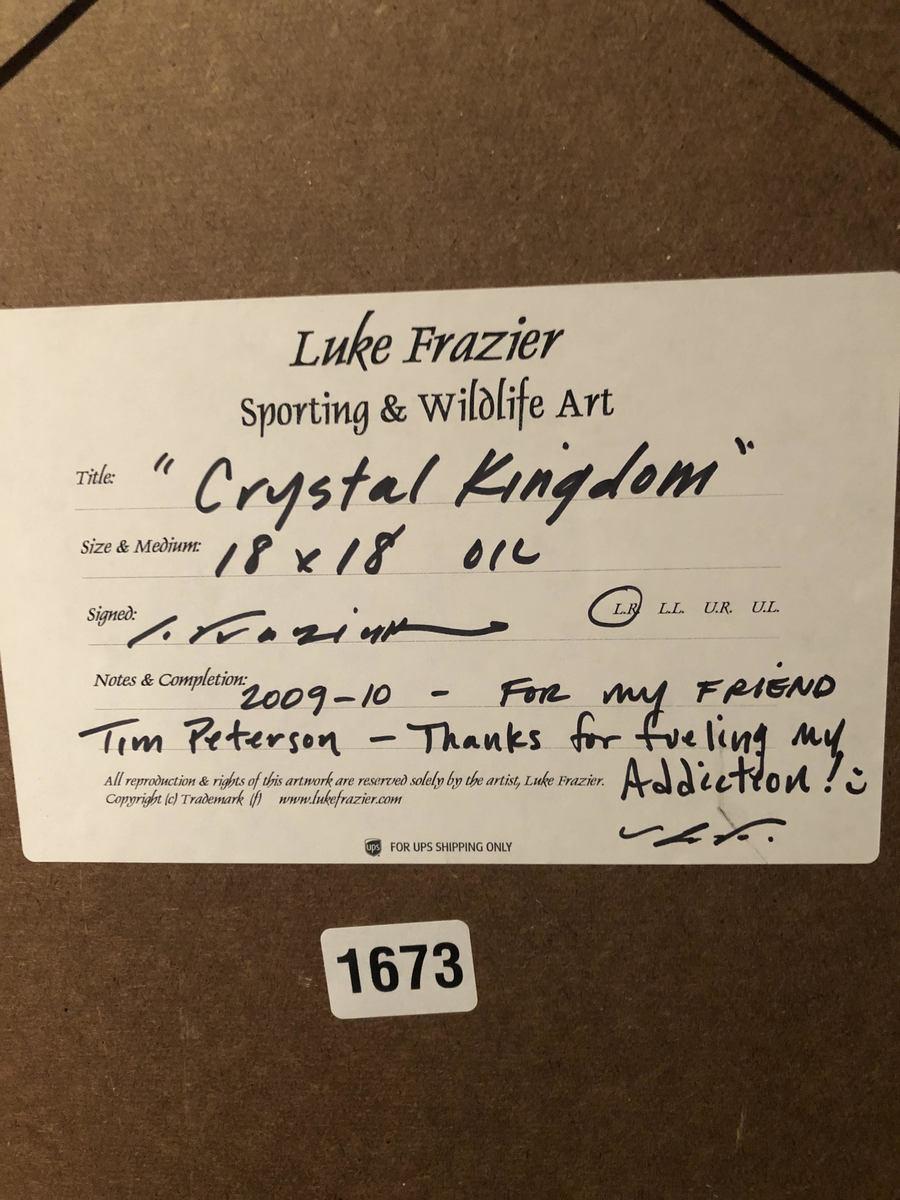 Luke Frazier
Sporting & Wildlife Art
Title: "Crystal Kingdom"
Size & Medium: 18 x 18 OIL
Signed: L. Frazier L.R. L.L. U.R. U.L.
Notes & Completion: 2009-10 - FOR my FRIEND
Tim Peterson - Thanks for fueling my
Addiction! :)
All reproduction & rights of this artwork are reserved solely by the artist, Luke Frazier.
Copyright (c) Trademark (f) www.lukefrazier.com
ups FOR UPS SHIPPING ONLY
1673